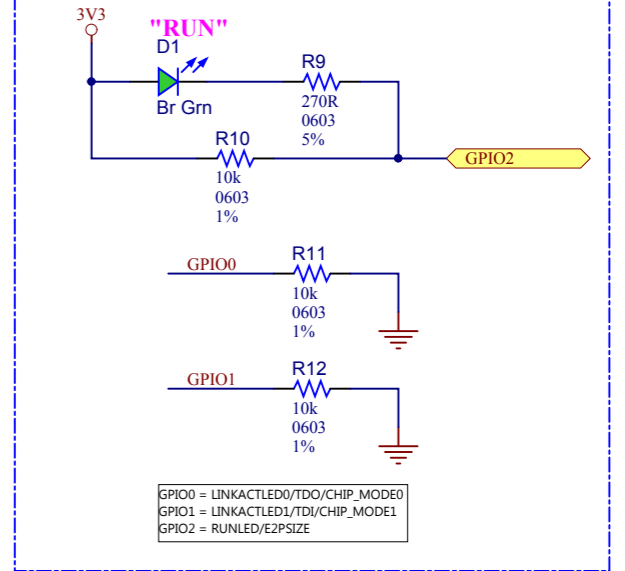 3V3
"RUN"
D1
Br Grn
R9
270R
0603
5%
R10
10k
0603
1%
GPIO2
GPIO0
R11
10k
0603
1%
GPIO1
R12
10k
0603
1%
GPIO0 = LINKACTLED0/TDO/CHIP_MODE0
GPIO1 = LINKACTLED1/TDI/CHIP_MODE1
GPIO2 = RUNLED/E2PSIZE